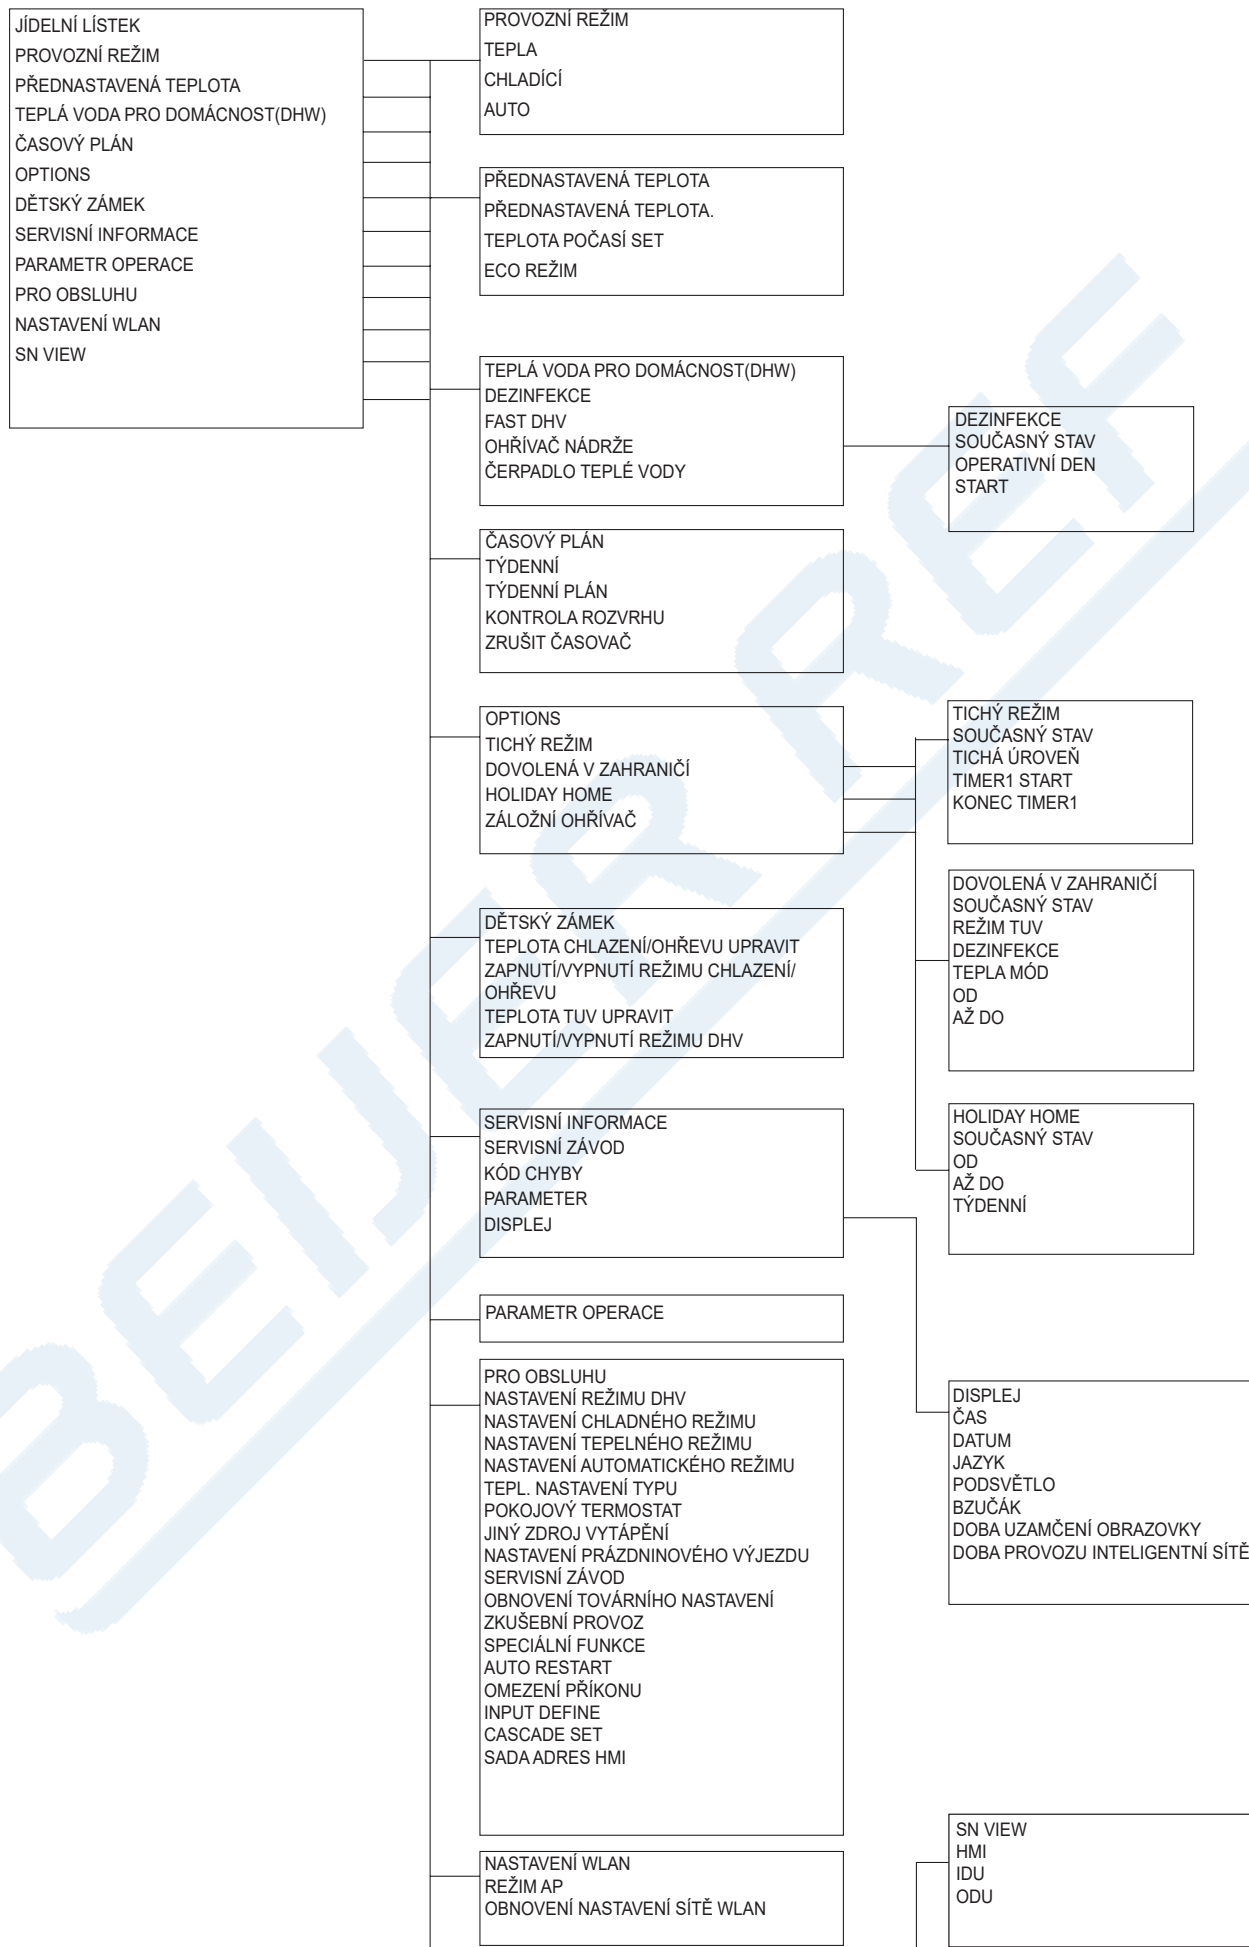 JÍDELNÍ LÍSTEK
PROVOZNÍ REŽIM
PŘEDNASTAVENÁ TEPLOTA
TEPLÁ VODA PRO DOMÁCNOST(DHW)
ČASOVÝ PLÁN
OPTIONS
DĚTSKÝ ZÁMEK
SERVISNÍ INFORMACE
PARAMETR OPERACE
PRO OBSLUHU
NASTAVENÍ WLAN
SN VIEW
PROVOZNÍ REŽIM
TEPLA
CHLADÍCÍ
AUTO
PŘEDNASTAVENÁ TEPLOTA
PŘEDNASTAVENÁ TEPLOTA.
TEPLOTA POČASÍ SET
ECO REŽIM
TEPLÁ VODA PRO DOMÁCNOST(DHW)
DEZINFEKCE
FAST DHV
OHŘÍVAČ NÁDRŽE
ČERPADLO TEPLÉ VODY
DEZINFEKCE
SOUČASNÝ STAV
OPERATIVNÍ DEN
START
ČASOVÝ PLÁN
TÝDENNÍ
TÝDENNÍ PLÁN
KONTROLA ROZVRHU
ZRUŠIT ČASOVAČ
OPTIONS
TICHÝ REŽIM
DOVOLENÁ V ZAHRANIČÍ
HOLIDAY HOME
ZÁLOŽNÍ OHŘÍVAČ
TICHÝ REŽIM
SOUČASNÝ STAV
TICHÁ ÚROVEŇ
TIMER1 START
KONEC TIMER1
DOVOLENÁ V ZAHRANIČÍ
SOUČASNÝ STAV
REŽIM TUV
DEZINFEKCE
TEPLA MÓD
OD
AŽ DO
HOLIDAY HOME
SOUČASNÝ STAV
OD
AŽ DO
TÝDENNÍ
DĚTSKÝ ZÁMEK
TEPLOTA CHLAZENÍ/OHŘEVU UPRAVIT
ZAPNUTÍ/VYPNUTÍ REŽIMU CHLAZENÍ/
OHŘEVU
TEPLOTA TUV UPRAVIT
ZAPNUTÍ/VYPNUTÍ REŽIMU DHV
SERVISNÍ INFORMACE
SERVISNÍ ZÁVOD
KÓD CHYBY
PARAMETER
DISPLEJ
PARAMETR OPERACE
DISPLEJ
ČAS
DATUM
JAZYK
PODSVĚTLO
BZUČÁK
DOBA UZAMČENÍ OBRAZOVKY
DOBA PROVOZU INTELIGENTNÍ SÍTĚ
PRO OBSLUHU
NASTAVENÍ REŽIMU DHV
NASTAVENÍ CHLADNÉHO REŽIMU
NASTAVENÍ TEPELNÉHO REŽIMU
NASTAVENÍ AUTOMATICKÉHO REŽIMU
TEPL. NASTAVENÍ TYPU
POKOJOVÝ TERMOSTAT
JINÝ ZDROJ VYTÁPĚNÍ
NASTAVENÍ PRÁZDNINOVÉHO VÝJEZDU
SERVISNÍ ZÁVOD
OBNOVENÍ TOVÁRNÍHO NASTAVENÍ
ZKUŠEBNÍ PROVOZ
SPECIÁLNÍ FUNKCE
AUTO RESTART
OMEZENÍ PŘÍKONU
INPUT DEFINE
CASCADE SET
SADA ADRES HMI
NASTAVENÍ WLAN
REŽIM AP
OBNOVENÍ NASTAVENÍ SÍTĚ WLAN
SN VIEW
HMI
IDU
ODU
BEIJER REF